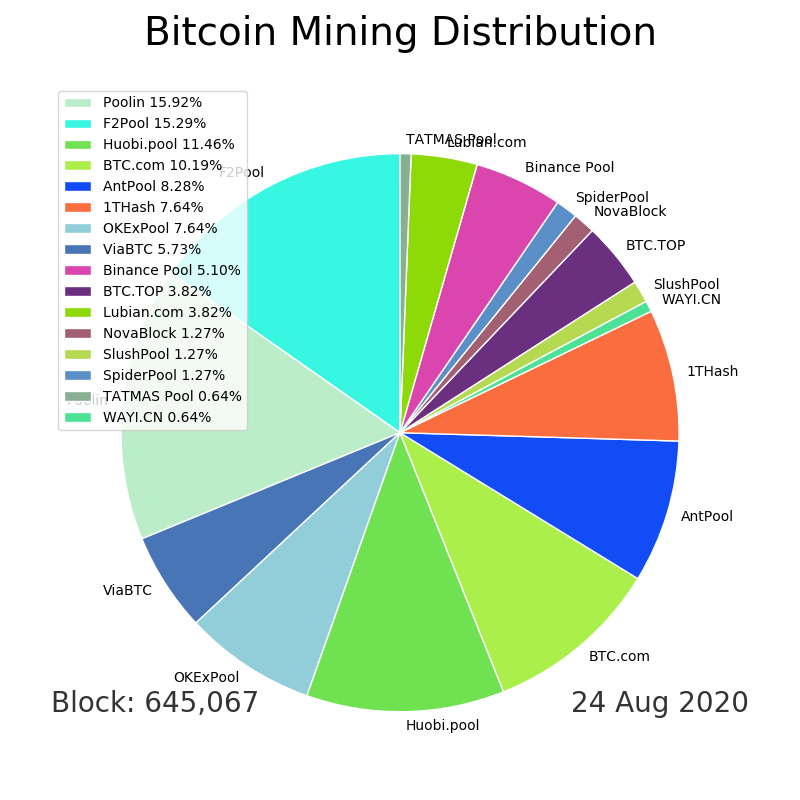 Bitcoin Mining Distribution
Poolin 15.92%
F2Pool 15.29%
Huobi.pool 11.46%
BTC.com 10.19%
AntPool 8.28%
1THash 7.64%
OKExPool 7.64%
ViaBTC 5.73%
Binance Pool 5.10%
BTC.TOP 3.82%
Lubian.com 3.82%
NovaBlock 1.27%
SlushPool 1.27%
SpiderPool 1.27%
TATMAS Pool 0.64%
WAYI.CN 0.64%
TATMAS Pool
Lubian.com
Binance Pool
SpiderPool
NovaBlock
BTC.TOP
SlushPool
WAYI.CN
1THash
AntPool
BTC.com
Huobi.pool
OKExPool
ViaBTC
Poolin
F2Pool
Block: 645,067
24 Aug 2020